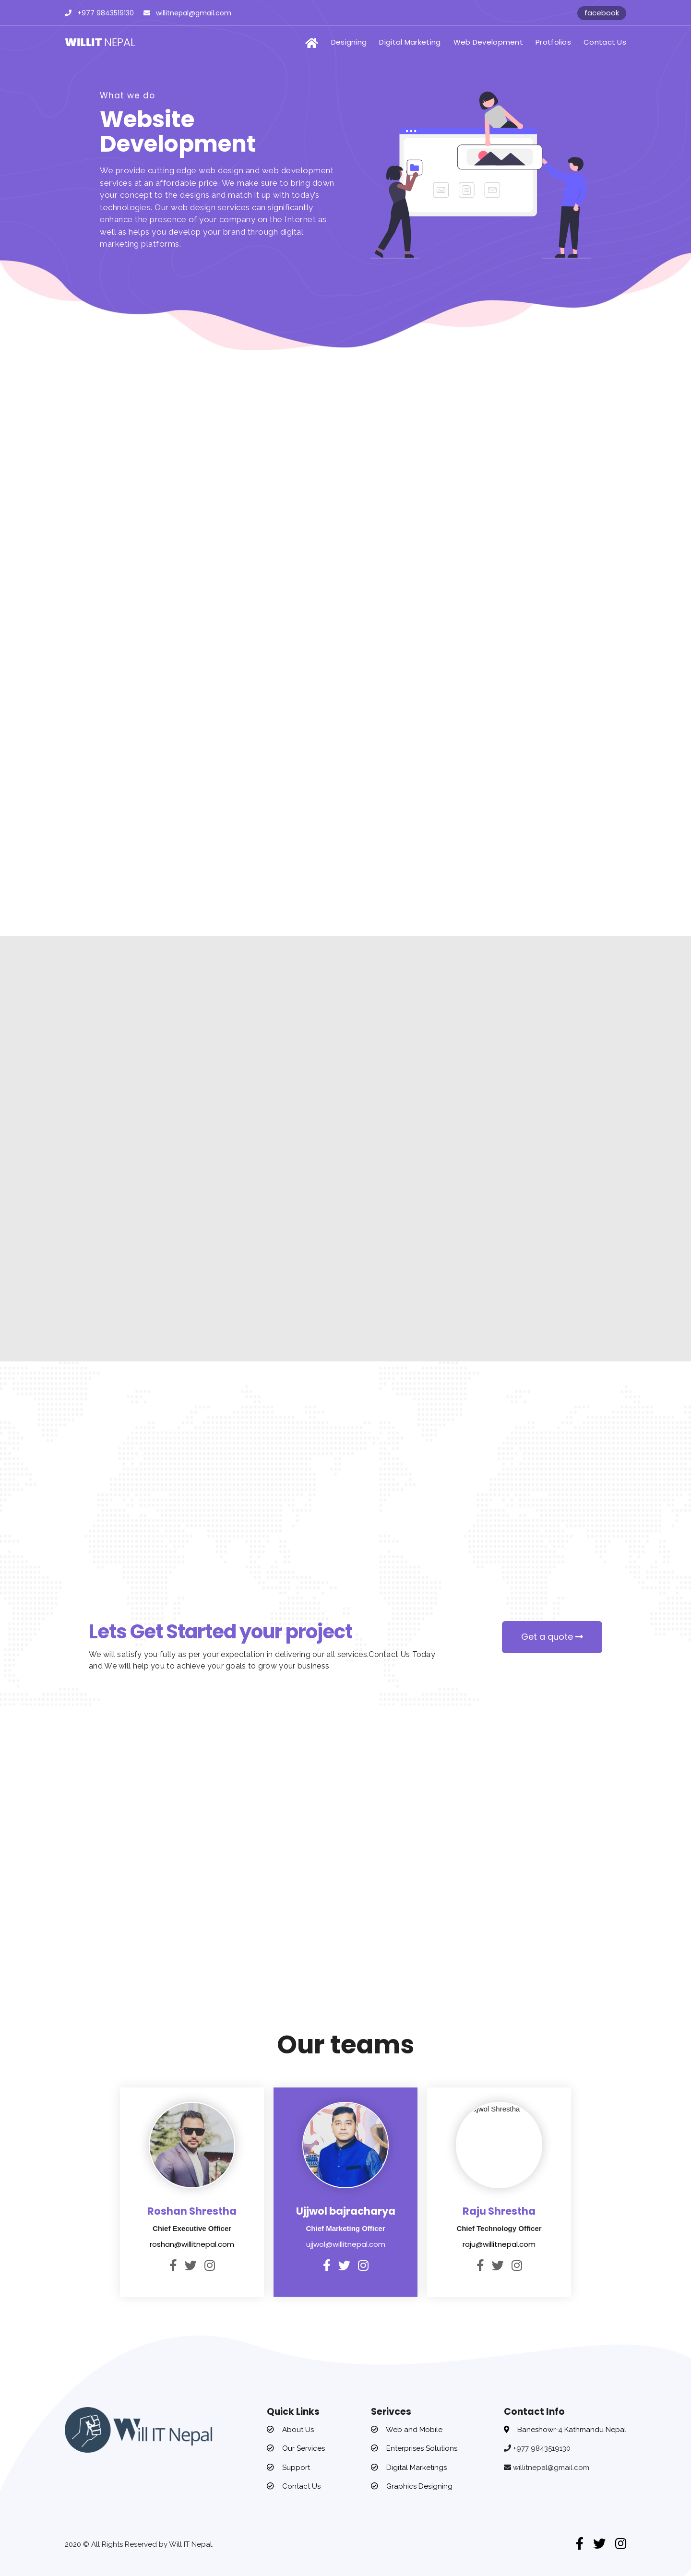 +977 9843519130 willitnepal@gmail.com facebook
WILLIT NEPAL Designing Digital Marketing Web Development Protfolios Contact Us
What we do
Website
Development
We provide cutting edge web design and web development
services at an affordable price. We make sure to bring down
your concept to the designs and match it up with today's
technologies. Our web design services can significantly
enhance the presence of your company on the Internet as
well as helps you develop your brand through digital
marketing platforms.
Lets Get Started your project
We will satisfy you fully as per your expectation in delivering our all services.Contact Us Today
and We will help you to achieve your goals to grow your business
Get a quote
Our teams
Roshan Shrestha
Chief Executive Officer
roshan@willitnepal.com
Ujjwol bajracharya
Chief Marketing Officer
ujjwol@willitnepal.com
jwol Shrestha
Raju Shrestha
Chief Technology Officer
raju@willitnepal.com
Will IT Nepal
Quick Links
About Us
Our Services
Support
Contact Us
Serivces
Web and Mobile
Enterprises Solutions
Digital Marketings
Graphics Designing
Contact Info
Baneshowr-4 Kathmandu Nepal
+977 9843519130
willitnepal@gmail.com
2020 © All Rights Reserved by Will IT Nepal.